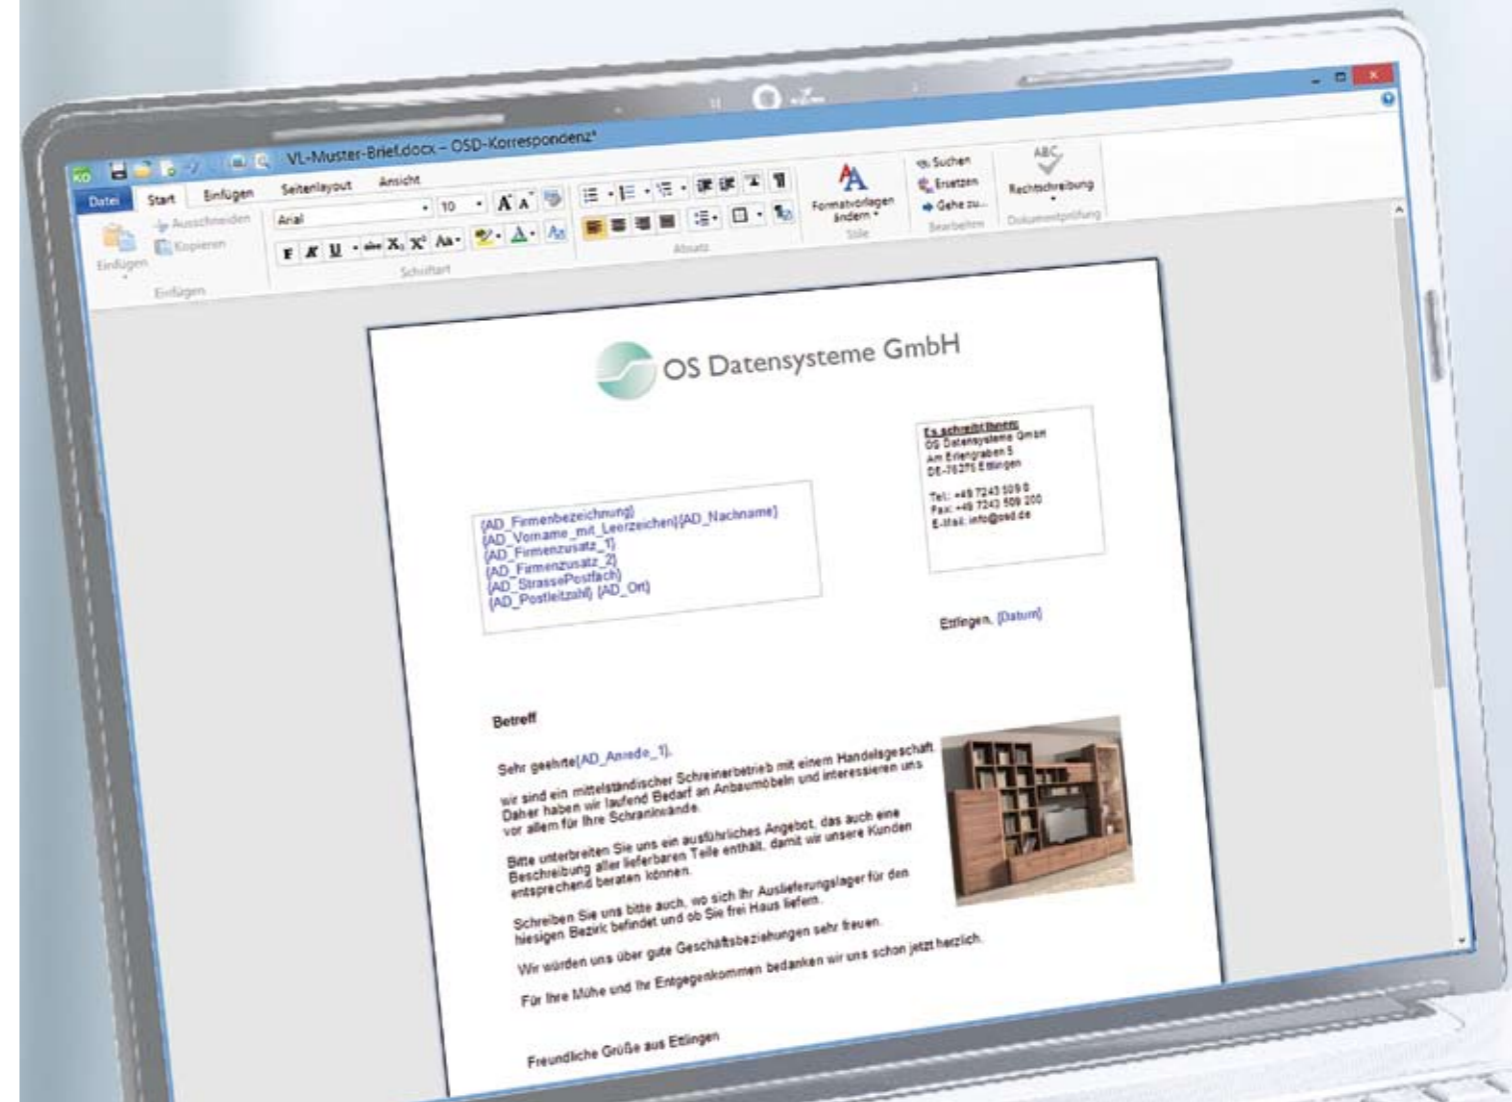 KO
VL-Muster-Brief.docx – OSD-Korrespondenz*
Datei Start Einfügen Seitenlayout Ansicht
Einfügen
Ausschneiden
Kopieren
Einfügen
Arial 10
F K U abc X₂ X² Aa
Schriftart
Absatz
Formatvorlagen
ändern
Stile
Suchen
Ersetzen
Gehe zu...
Bearbeiten
ABC
Rechtschreibung
Dokumentprüfung
OS Datensysteme GmbH
Es schreibt Ihnen:
OS Datensysteme GmbH
Am Erlengraben 5
DE-76275 Ettlingen
Tel.: +49 7243 509 0
Fax: +49 7243 509 200
E-Mail: info@osd.de
{AD_Firmenbezeichnung}
{AD_Vorname_mit_Leerzeichen}{AD_Nachname}
{AD_Firmenzusatz_1}
{AD_Firmenzusatz_2}
{AD_StrassePostfach}
{AD_Postleitzahl} {AD_Ort}
Ettlingen, {Datum}
Betreff
Sehr geehrte{AD_Anrede_1},
wir sind ein mittelständischer Schreinerbetrieb mit einem Handelsgeschäft.
Daher haben wir laufend Bedarf an Anbaumöbeln und interessieren uns
vor allem für Ihre Schrankwände.
Bitte unterbreiten Sie uns ein ausführliches Angebot, das auch eine
Beschreibung aller lieferbaren Teile enthält, damit wir unsere Kunden
entsprechend beraten können.
Schreiben Sie uns bitte auch, wo sich Ihr Auslieferungslager für den
hiesigen Bezirk befindet und ob Sie frei Haus liefern.
Wir würden uns über gute Geschäftsbeziehungen sehr freuen.
Für Ihre Mühe und Ihr Entgegenkommen bedanken wir uns schon jetzt herzlich.
Freundliche Grüße aus Ettlingen